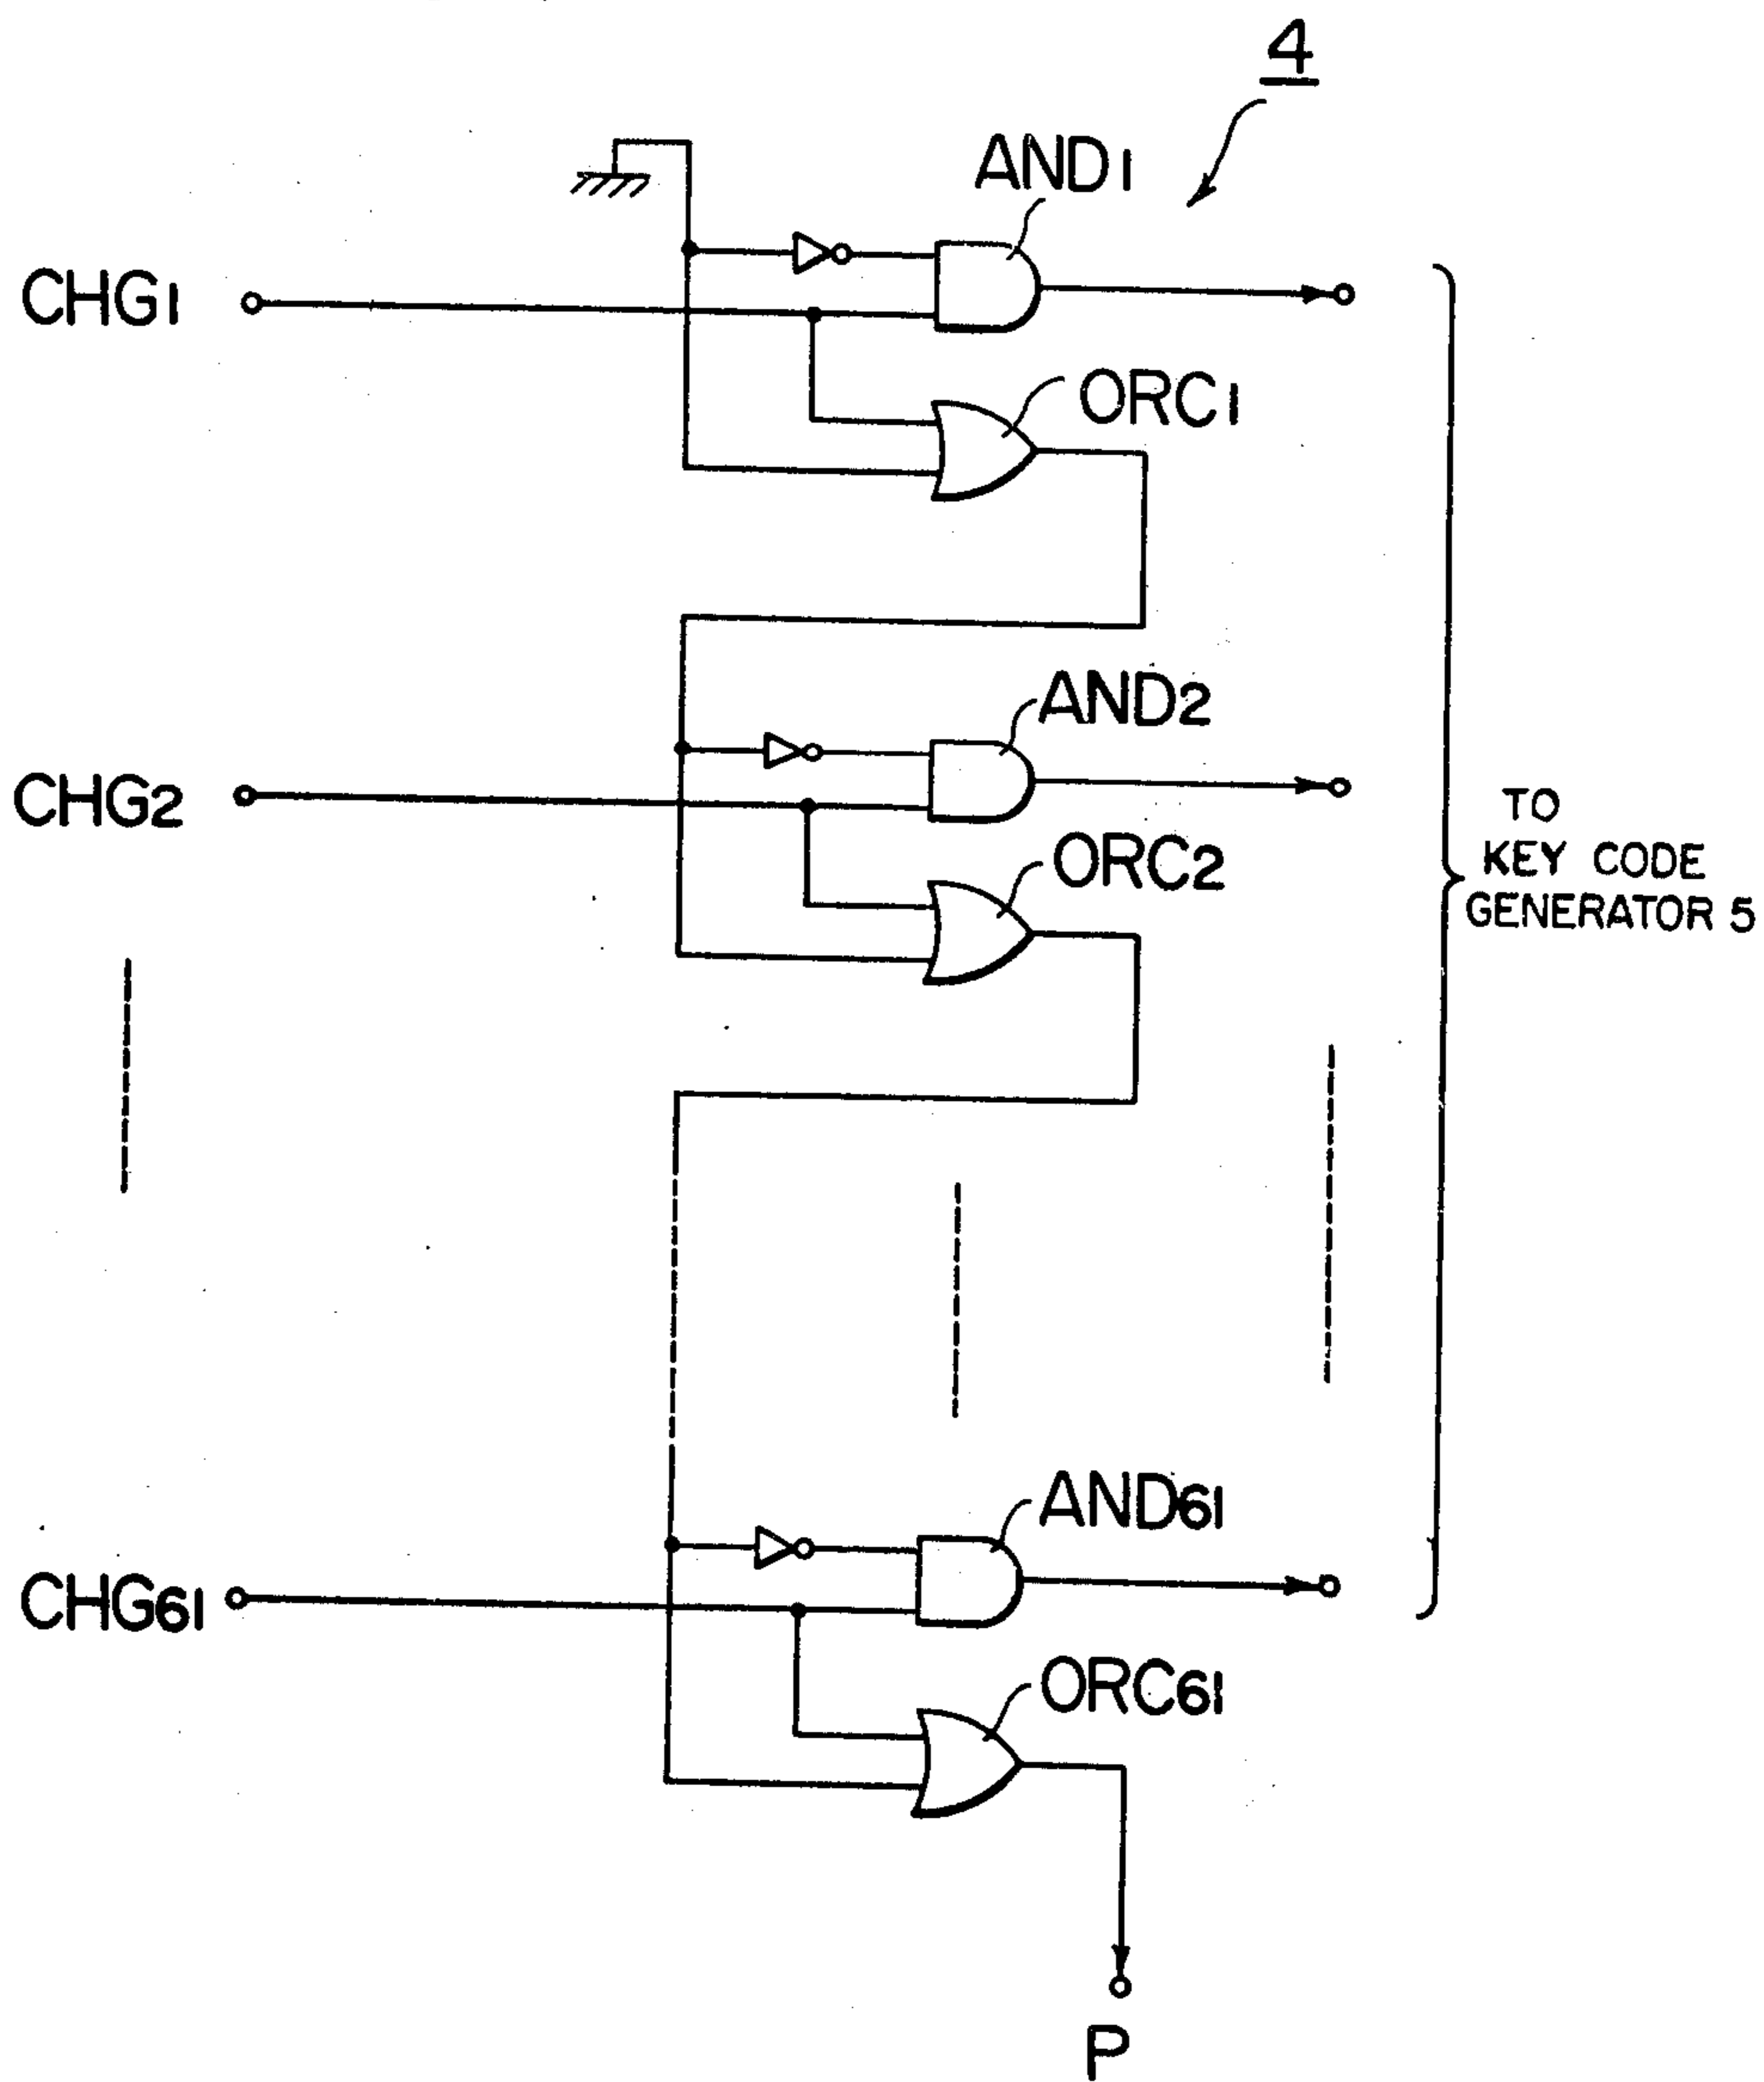 4
AND1
CHG1
ORC1
AND2
CHG2
ORC2
TO
KEY CODE
GENERATOR 5
AND61
CHG61
ORC61
P